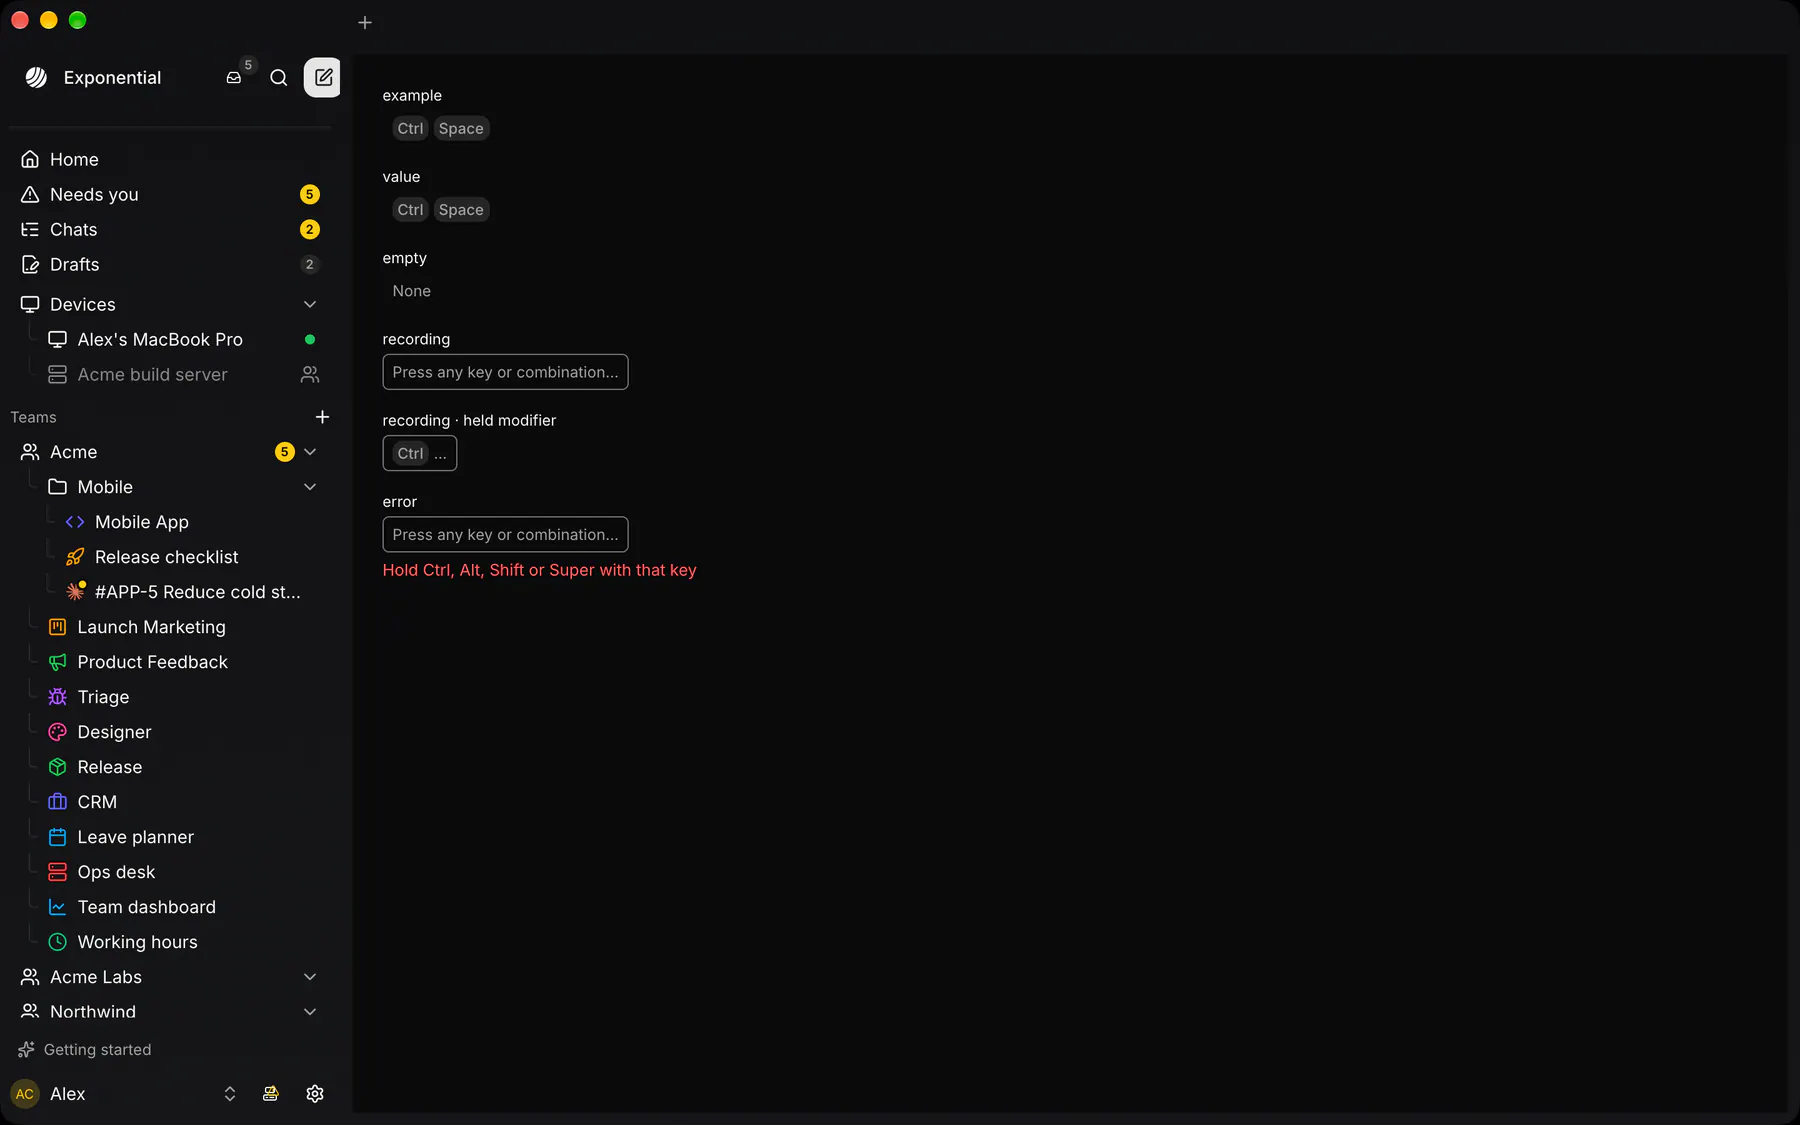 Exponential
5
Home
Needs you 5
Chats 2
Drafts 2
Devices
Alex's MacBook Pro
Acme build server
Teams
Acme 5
Mobile
Mobile App
Release checklist
#APP-5 Reduce cold st...
Launch Marketing
Product Feedback
Triage
Designer
Release
CRM
Leave planner
Ops desk
Team dashboard
Working hours
Acme Labs
Northwind
Getting started
AC Alex
example
Ctrl Space
value
Ctrl Space
empty
None
recording
Press any key or combination...
recording · held modifier
Ctrl ...
error
Press any key or combination...
Hold Ctrl, Alt, Shift or Super with that key